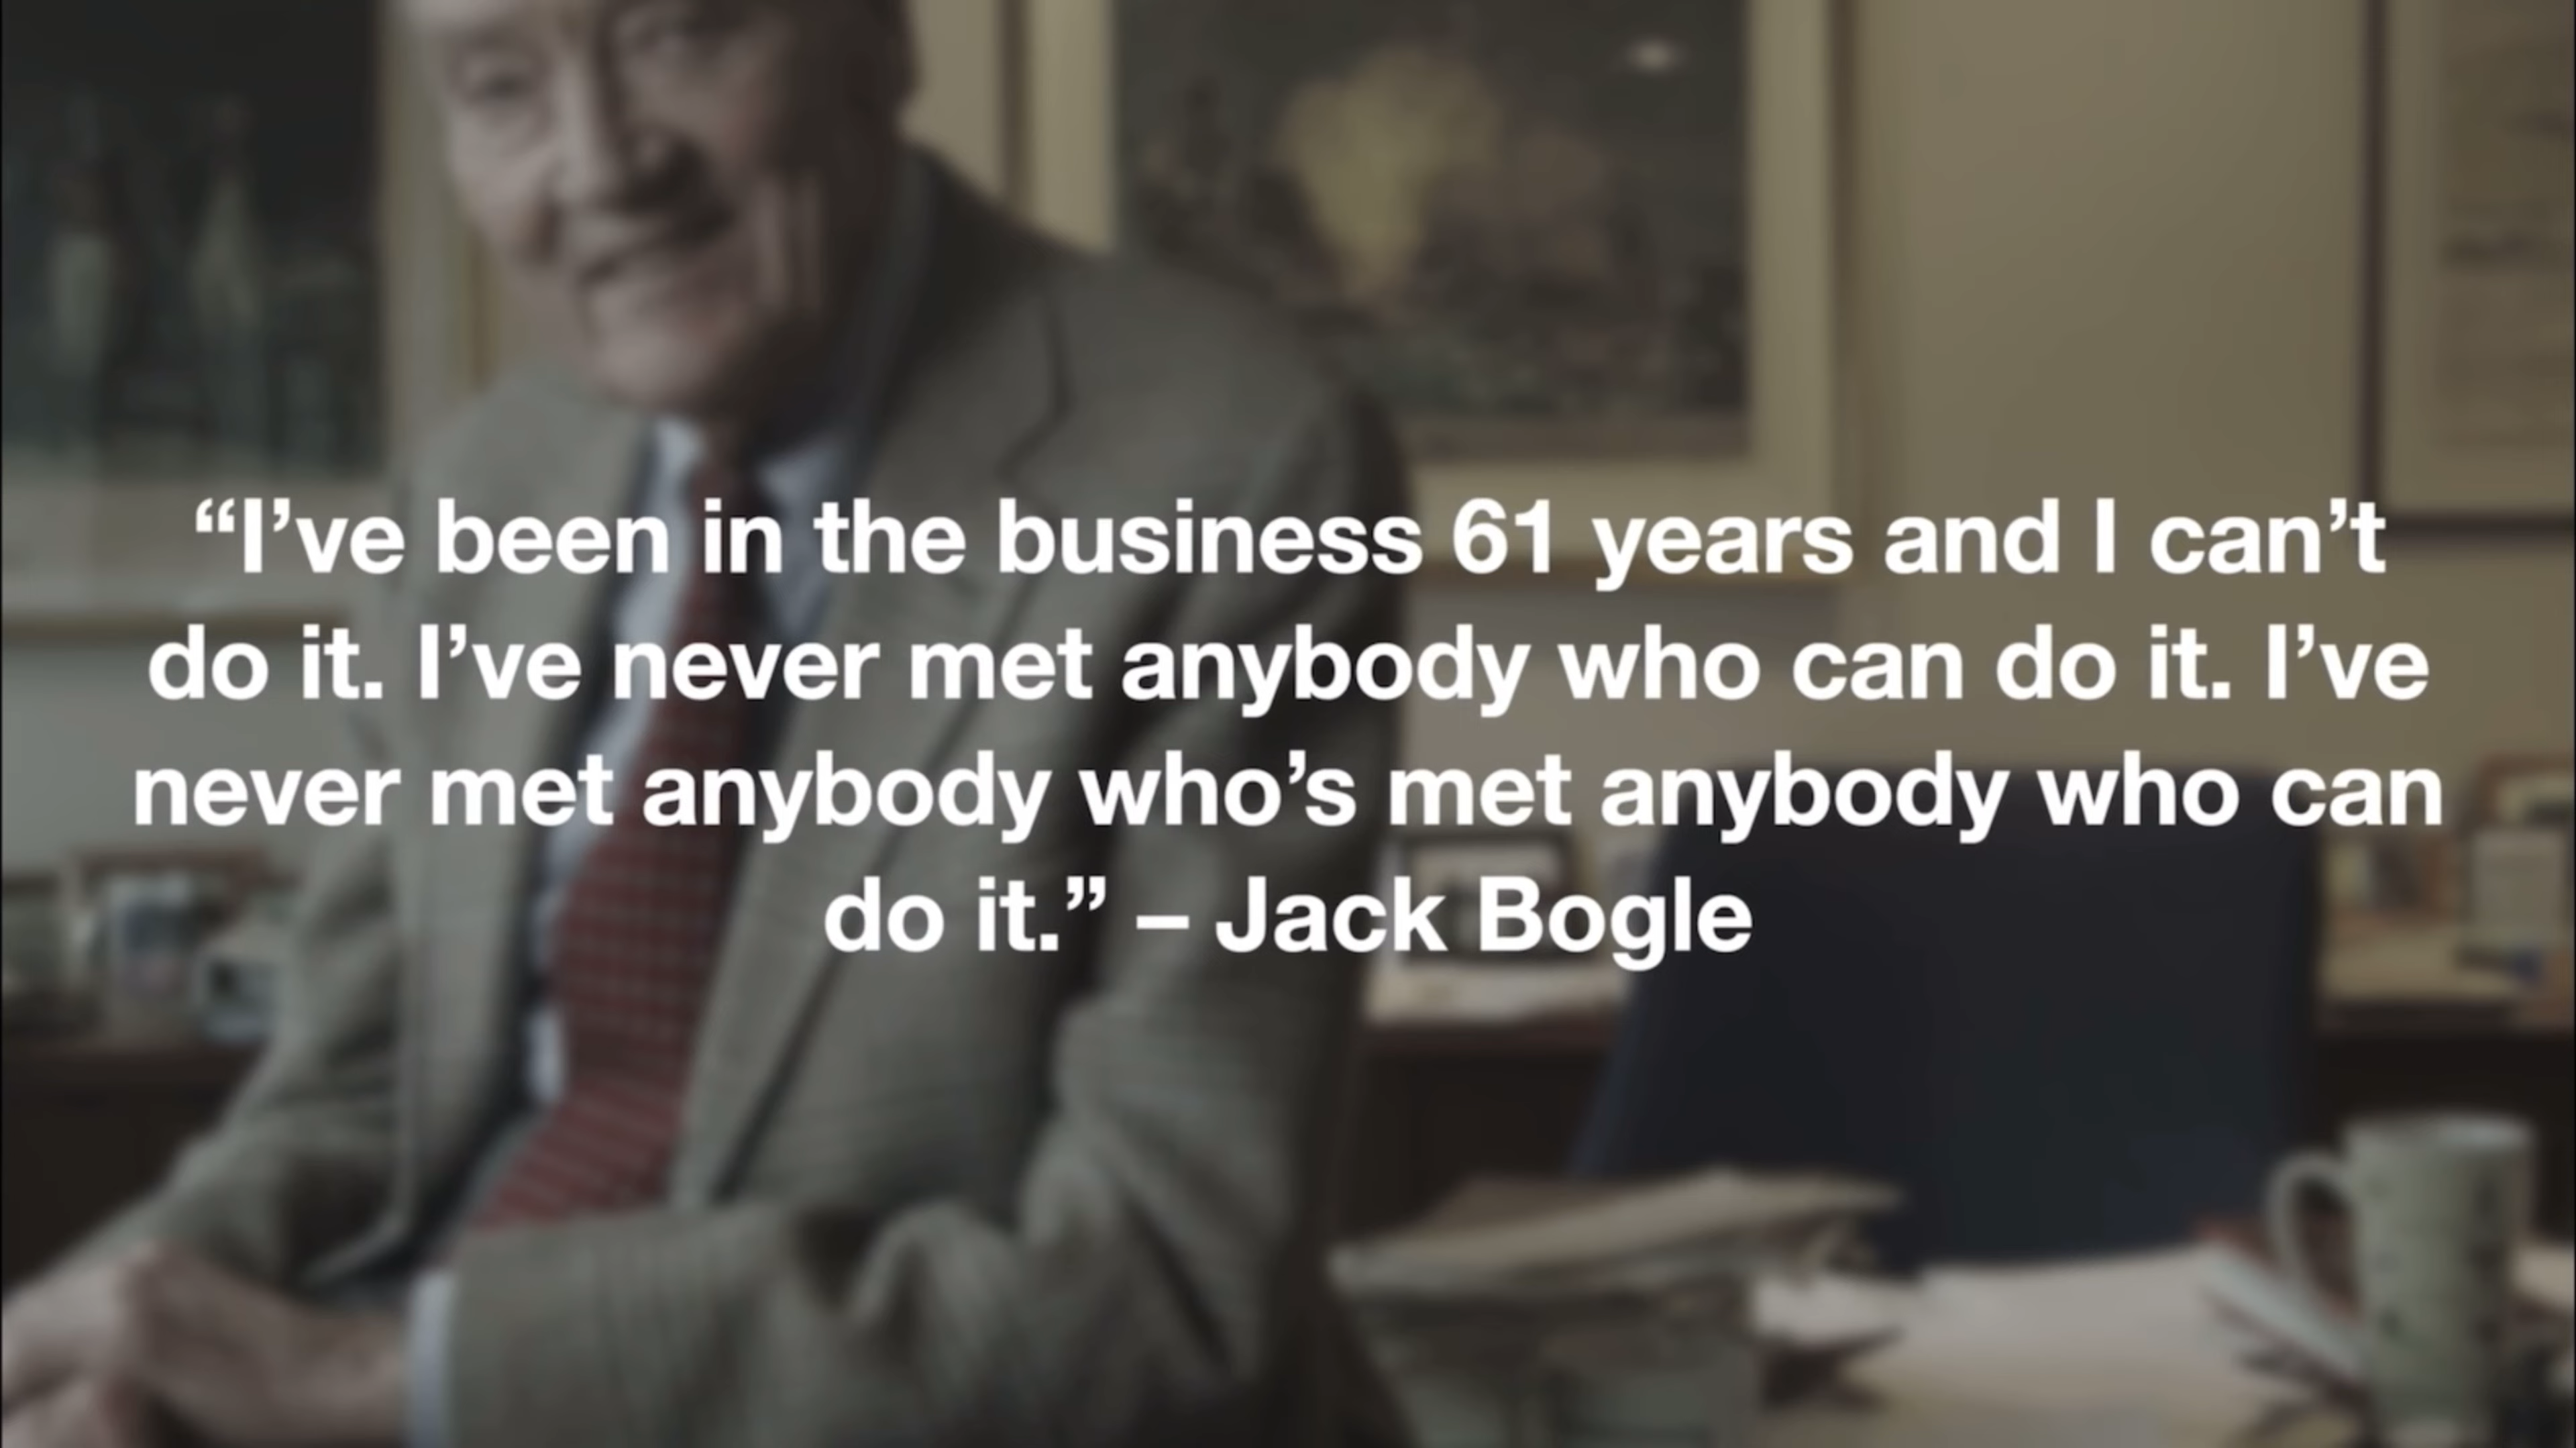 “I’ve been in the business 61 years and I can’t
do it. I’ve never met anybody who can do it. I’ve
never met anybody who’s met anybody who can
do it.” – Jack Bogle